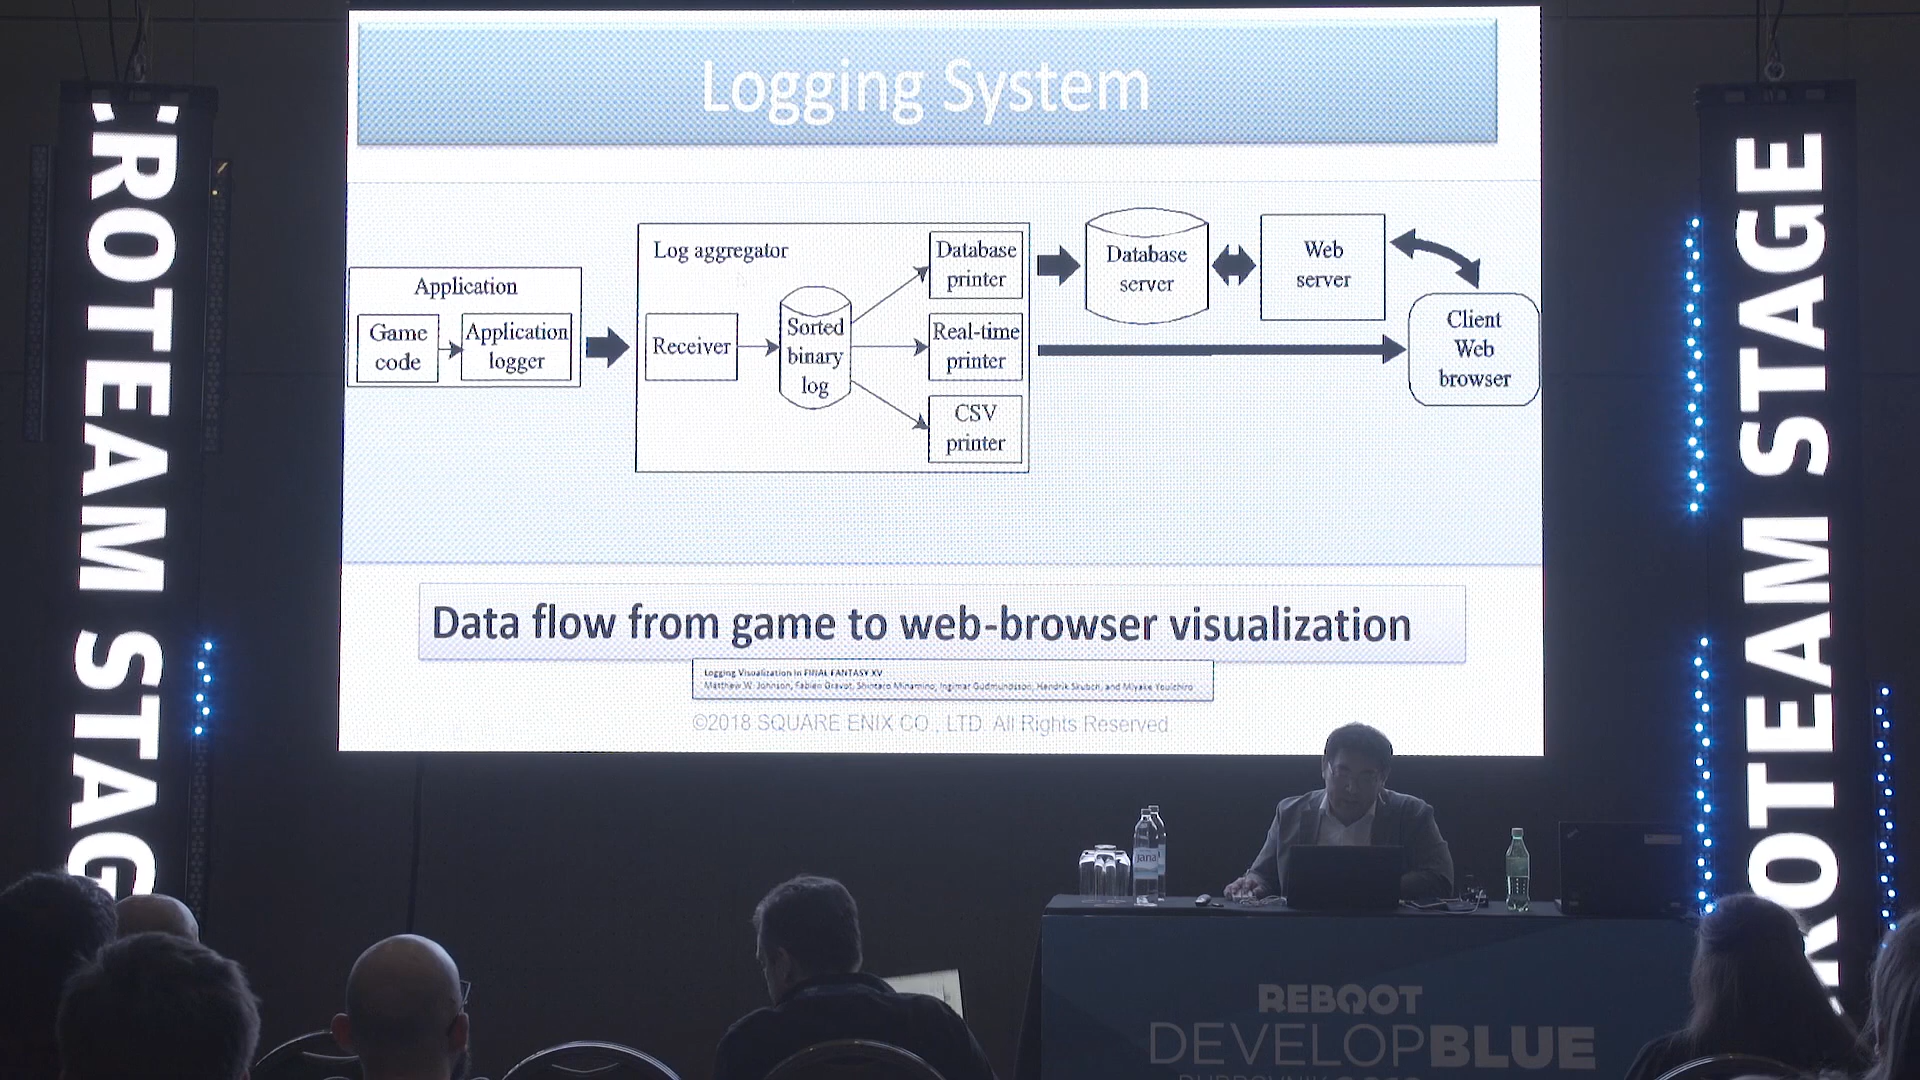 Logging System
Application
Game
code
Application
logger
Log aggregator
Receiver
Sorted
binary
log
Database
printer
Real-time
printer
CSV
printer
Database
server
Web
server
Client
Web
browser
Data flow from game to web-browser visualization
Logging Visualization in FINAL FANTASY XV
Matthew W. Johnson, Fabien Gravot, Shintaro Minamino, Ingimar Gudmundsson, Hendrik Skubch, and Miyake Youichiro
©2018 SQUARE ENIX CO., LTD. All Rights Reserved.
ROTEAM STAG
ROTEAM STAGE
Jana
REBOOT
DEVELOPBLUE